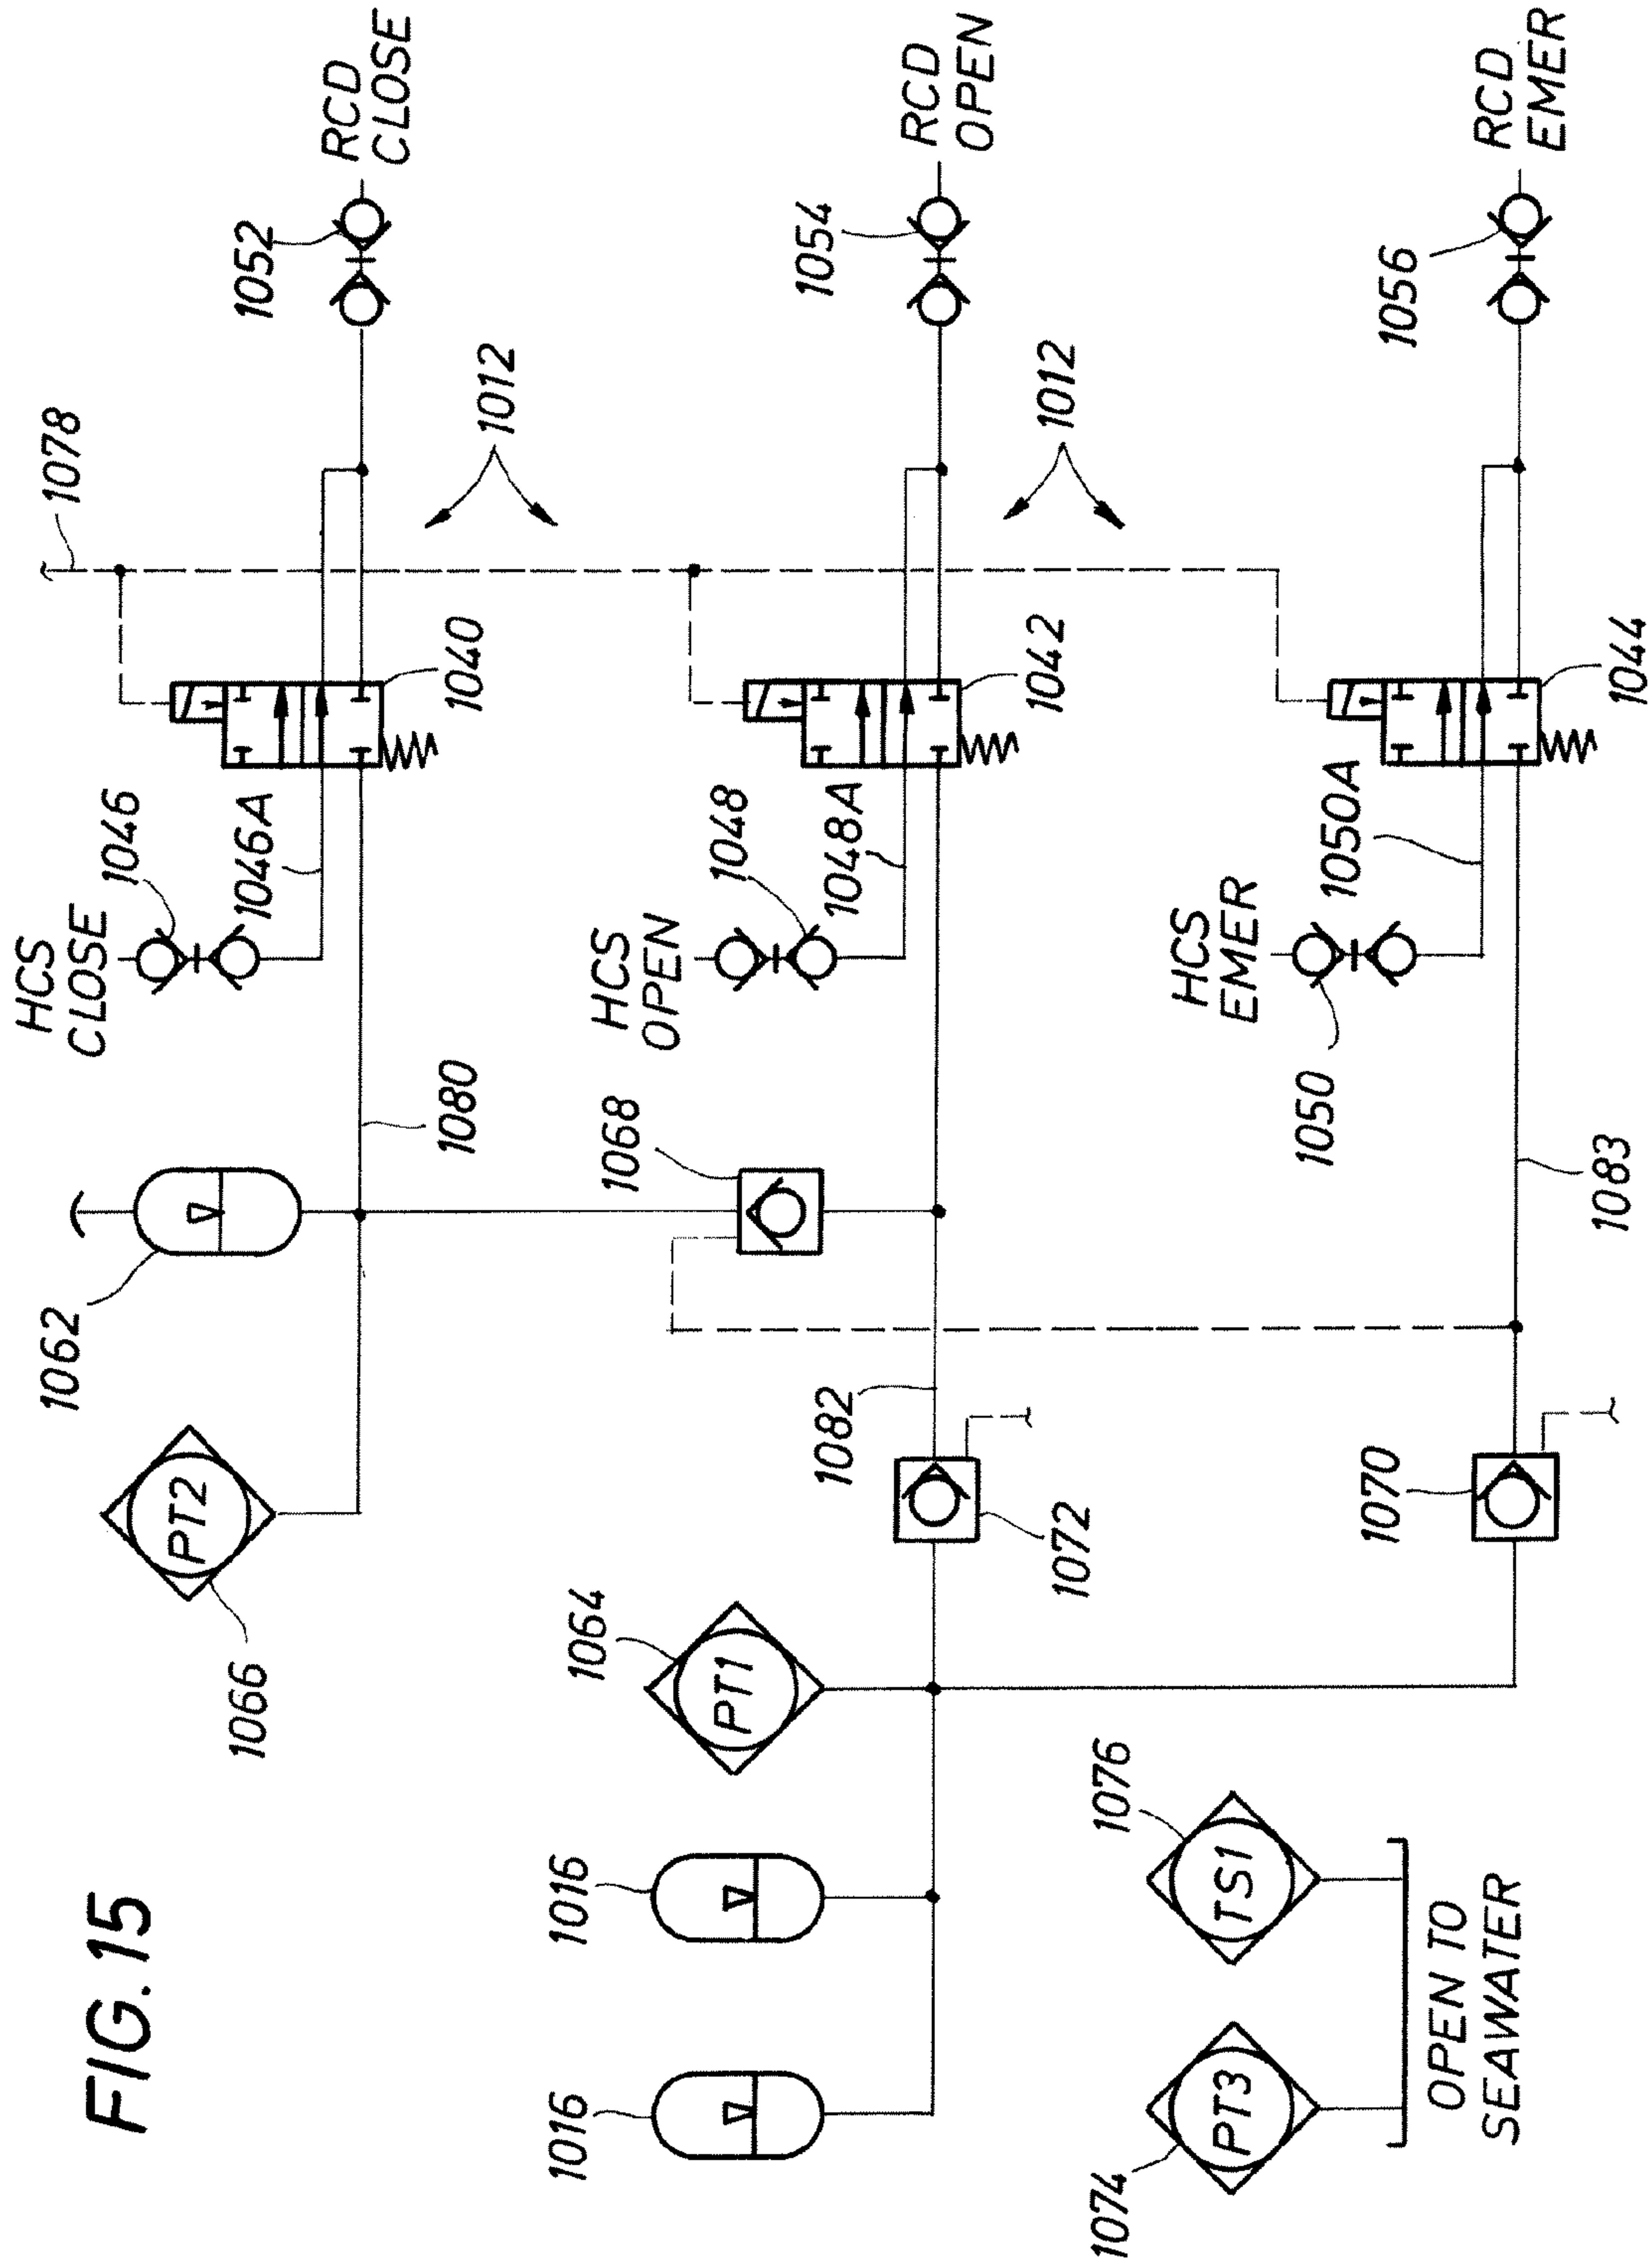 FIG. 15
1078
1052
RCD
CLOSE
1012
1040
HCS
CLOSE
1046
1046A
1080
1062
PT2
1066
1054
RCD
OPEN
1012
1042
HCS
OPEN
1048
1048A
1068
1082
1072
1064
PT1
1016
1016
1056
RCD
EMER
1044
HCS
EMER
1050
1050A
1083
1070
1076
TS1
1074
PT3
OPEN TO
SEAWATER